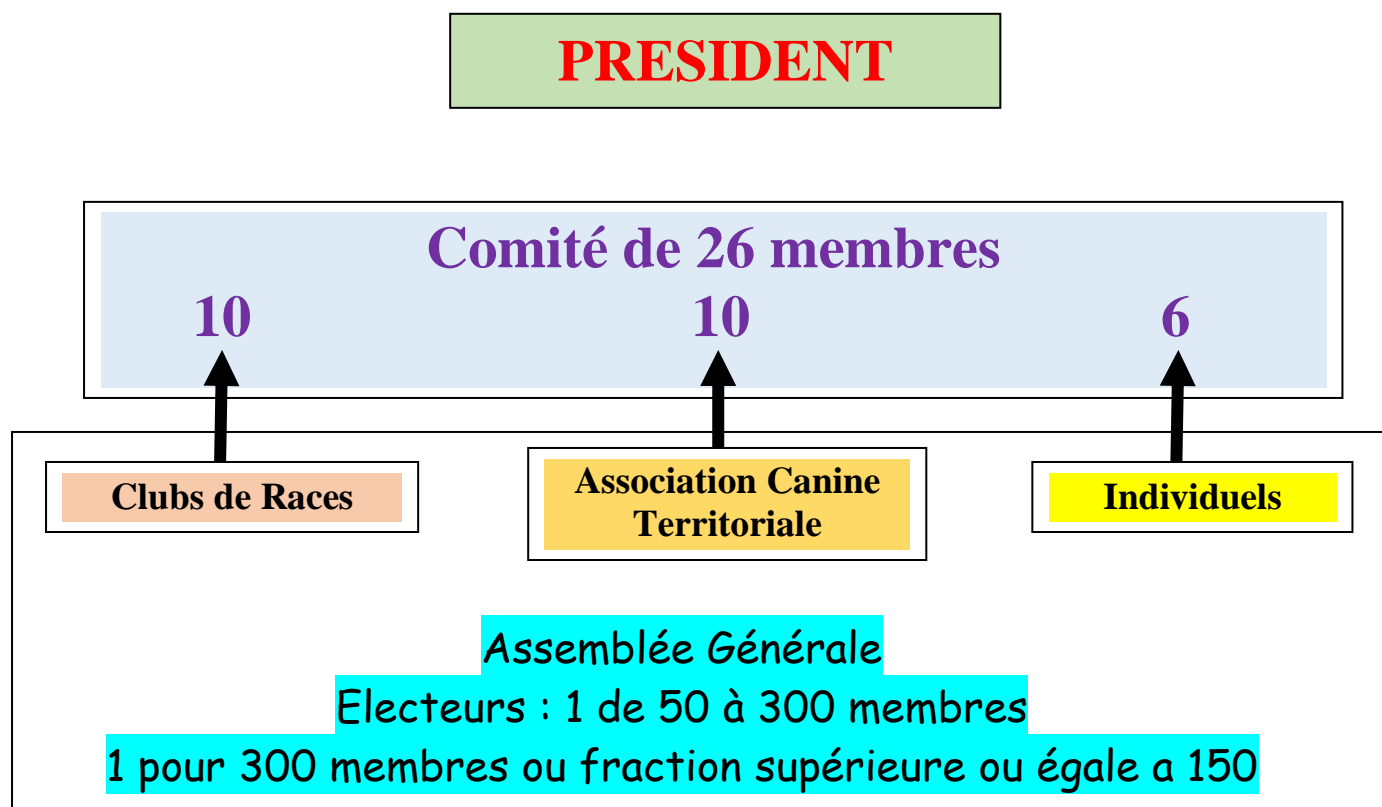 PRESIDENT
Comité de 26 membres
10 10 6
Clubs de Races
Association Canine
Territoriale
Individuels
Assemblée Générale
Electeurs : 1 de 50 à 300 membres
1 pour 300 membres ou fraction supérieure ou égale a 150